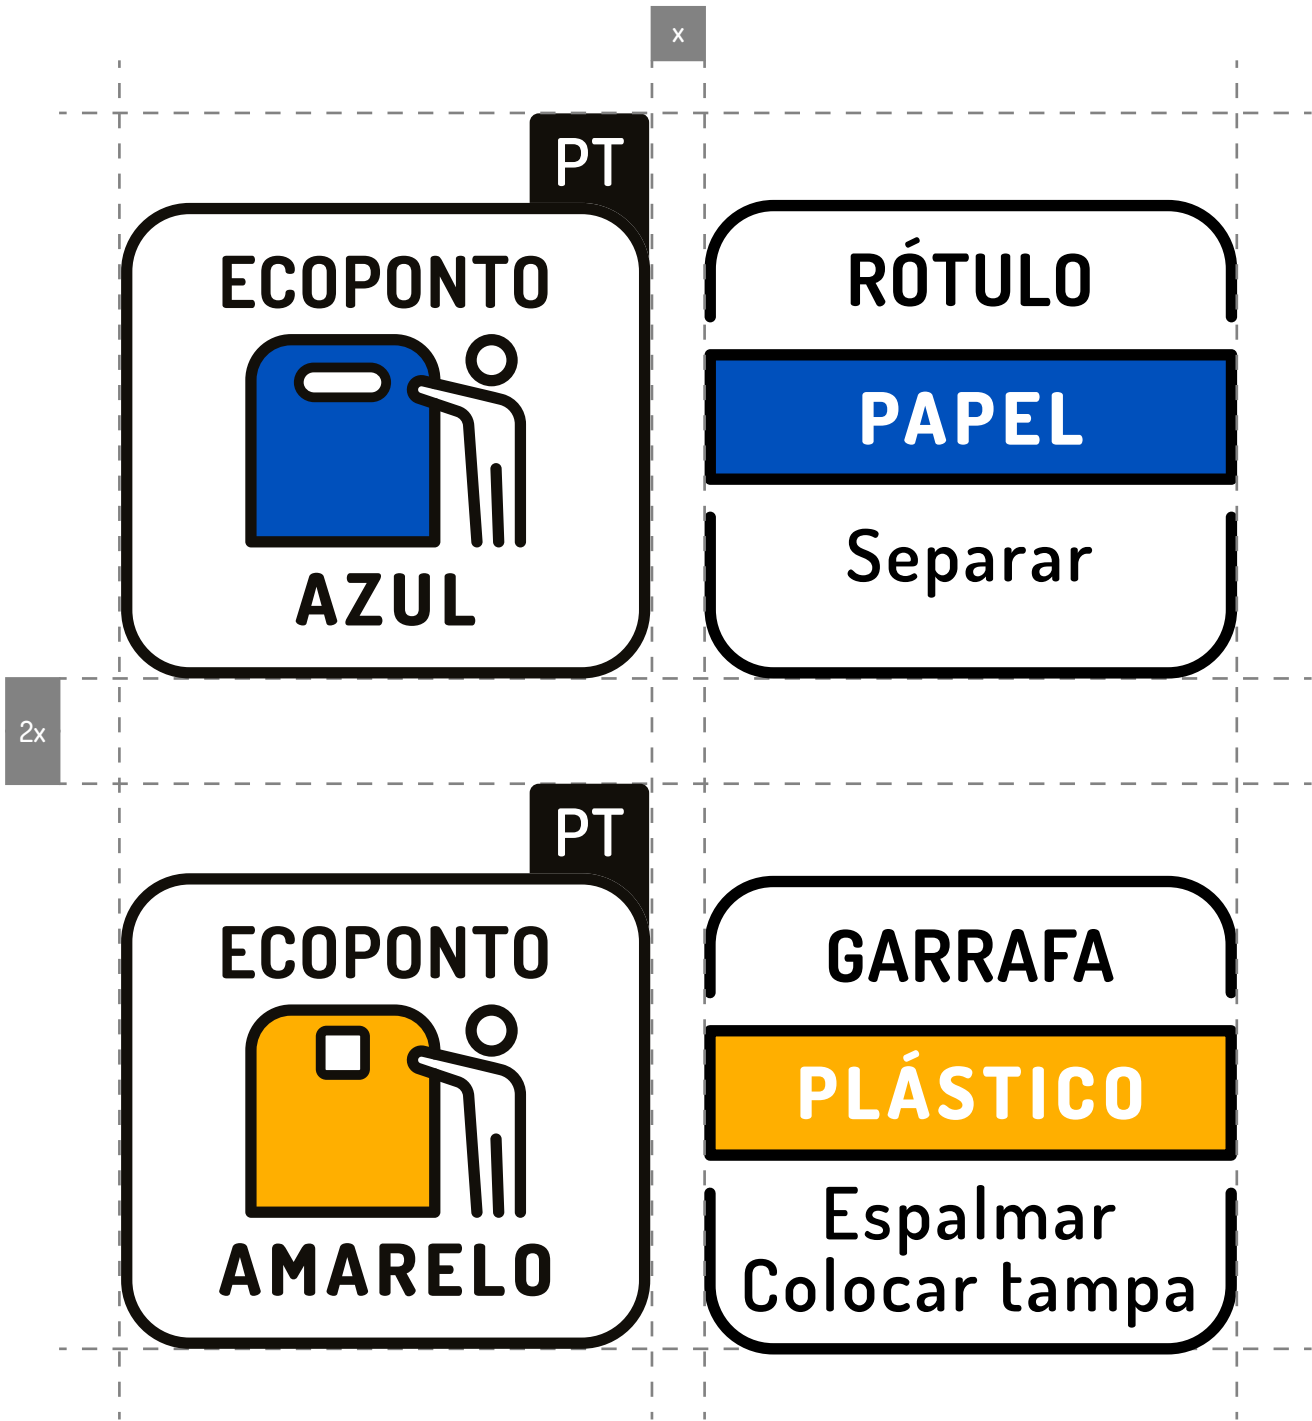 x
PT
ECOPONTO
AZUL
RÓTULO
PAPEL
Separar
2x
PT
ECOPONTO
AMARELO
GARRAFA
PLÁSTICO
Espalmar
Colocar tampa